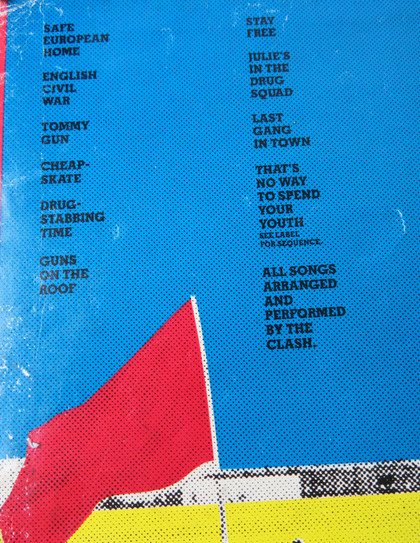 SAFE
EUROPEAN
HOME
ENGLISH
CIVIL
WAR
TOMMY
GUN
CHEAP-
SKATE
DRUG-
STABBING
TIME
GUNS
ON THE
ROOF
STAY
FREE
JULIE'S
IN THE
DRUG
SQUAD
LAST
GANG
IN TOWN
THAT'S
NO WAY
TO SPEND
YOUR
YOUTH
SEE LABEL
FOR SEQUENCE.
ALL SONGS
ARRANGED
AND
PERFORMED
BY THE
CLASH.